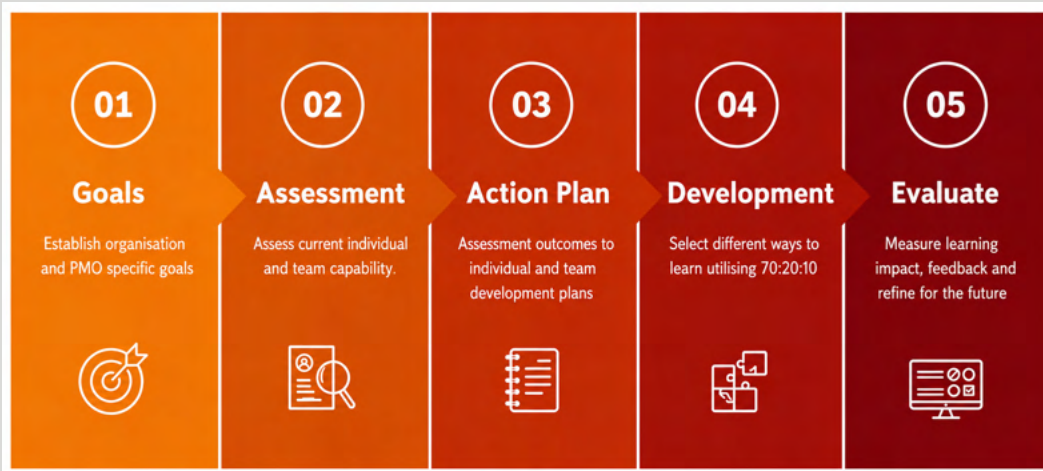 01
Goals
Establish organisation
and PMO specific goals
02
Assessment
Assess current individual
and team capability.
03
Action Plan
Assessment outcomes to
individual and team
development plans
04
Development
Select different ways to
learn utilising 70:20:10
05
Evaluate
Measure learning
impact, feedback and
refine for the future